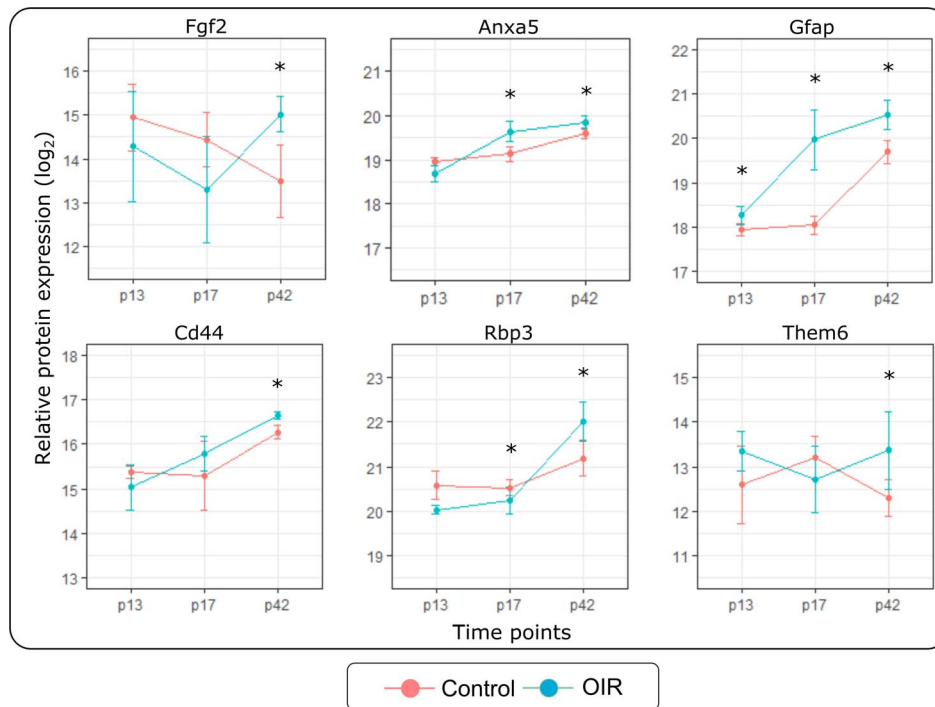 Fgf2
Anxa5
Gfap
16
15
14
13
12
21
20
19
18
17
22
21
20
19
18
17
*
* *
* * *
p13 p17 p42
p13 p17 p42
p13 p17 p42
Cd44
Rbp3
Them6
18
17
16
15
14
13
23
22
21
20
19
15
14
13
12
11
*
* *
*
p13 p17 p42
p13 p17 p42
p13 p17 p42
Relative protein expression (log₂)
Time points
Control OIR